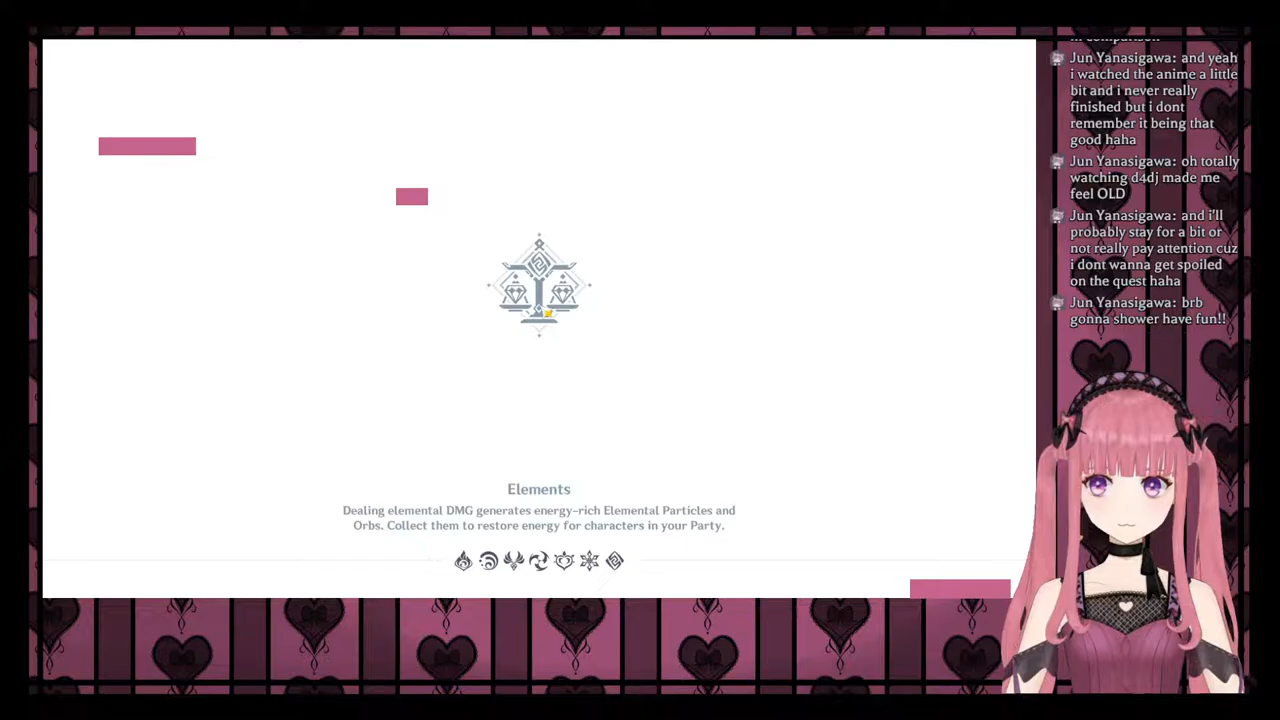 Elements
Dealing elemental DMG generates energy-rich Elemental Particles and
Orbs. Collect them to restore energy for characters in your Party.
Jun Yanasigawa: and yeah
i watched the anime a little
bit and i never really
finished but i dont
remember it being that
good haha
Jun Yanasigawa: oh totally
watching d4dj made me
feel OLD
Jun Yanasigawa: and i'll
probably stay for a bit or
not really pay attention cuz
i dont wanna get spoiled
on the quest haha
Jun Yanasigawa: brb
gonna shower have fun!!